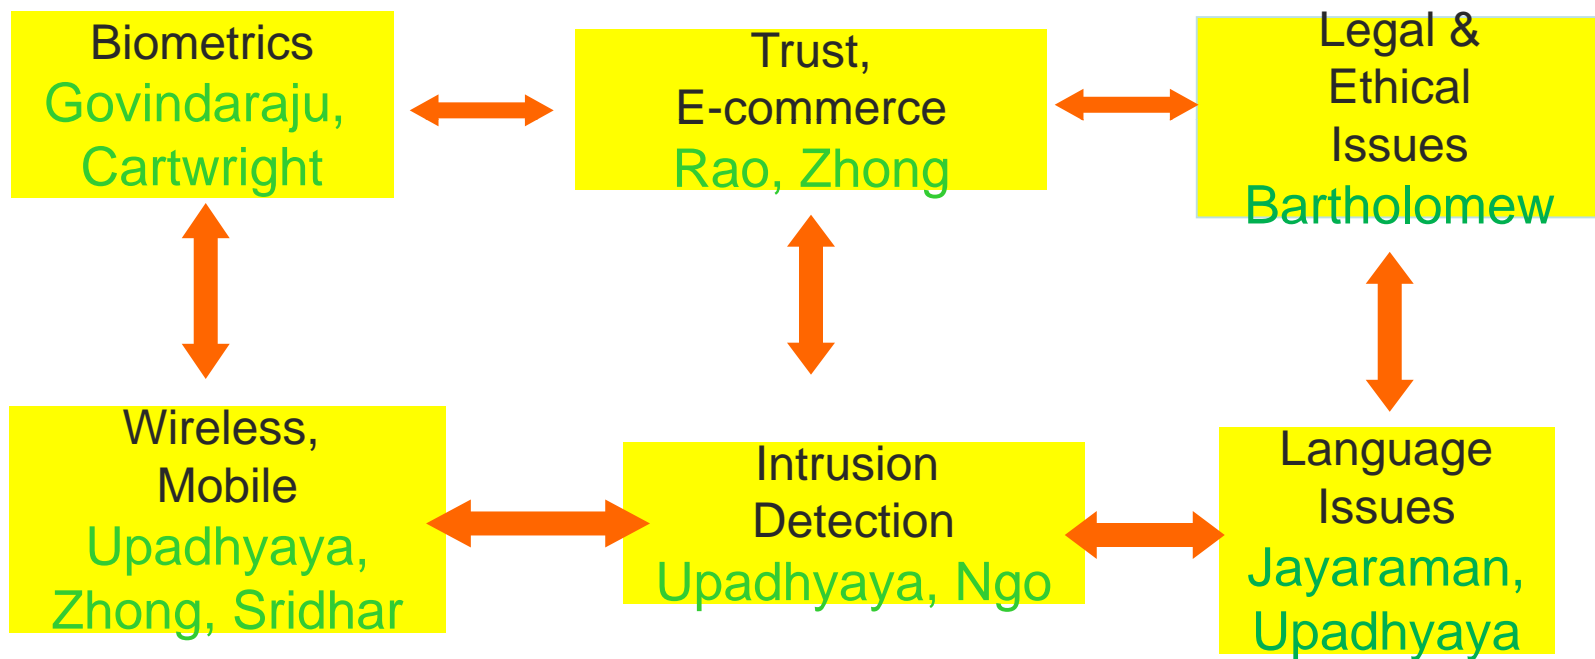 Biometrics
Govindaraju,
Cartwright
Trust,
E-commerce
Rao, Zhong
Legal &
Ethical
Issues
Bartholomew
Wireless,
Mobile
Upadhyaya,
Zhong, Sridhar
Intrusion
Detection
Upadhyaya, Ngo
Language
Issues
Jayaraman,
Upadhyaya